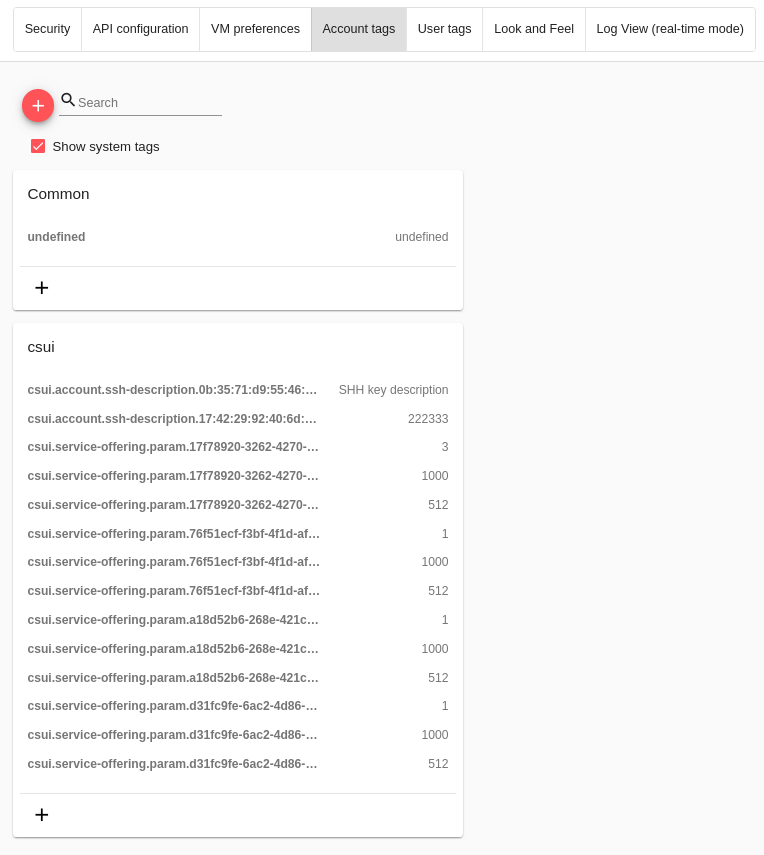 Security API configuration VM preferences Account tags User tags Look and Feel Log View (real-time mode)
Search
Show system tags
Common
undefined undefined
csui
csui.account.ssh-description.0b:35:71:d9:55:46:… SHH key description
csui.account.ssh-description.17:42:29:92:40:6d:… 222333
csui.service-offering.param.17f78920-3262-4270-… 3
csui.service-offering.param.17f78920-3262-4270-… 1000
csui.service-offering.param.17f78920-3262-4270-… 512
csui.service-offering.param.76f51ecf-f3bf-4f1d-af… 1
csui.service-offering.param.76f51ecf-f3bf-4f1d-af… 1000
csui.service-offering.param.76f51ecf-f3bf-4f1d-af… 512
csui.service-offering.param.a18d52b6-268e-421c… 1
csui.service-offering.param.a18d52b6-268e-421c… 1000
csui.service-offering.param.a18d52b6-268e-421c… 512
csui.service-offering.param.d31fc9fe-6ac2-4d86-… 1
csui.service-offering.param.d31fc9fe-6ac2-4d86-… 1000
csui.service-offering.param.d31fc9fe-6ac2-4d86-… 512